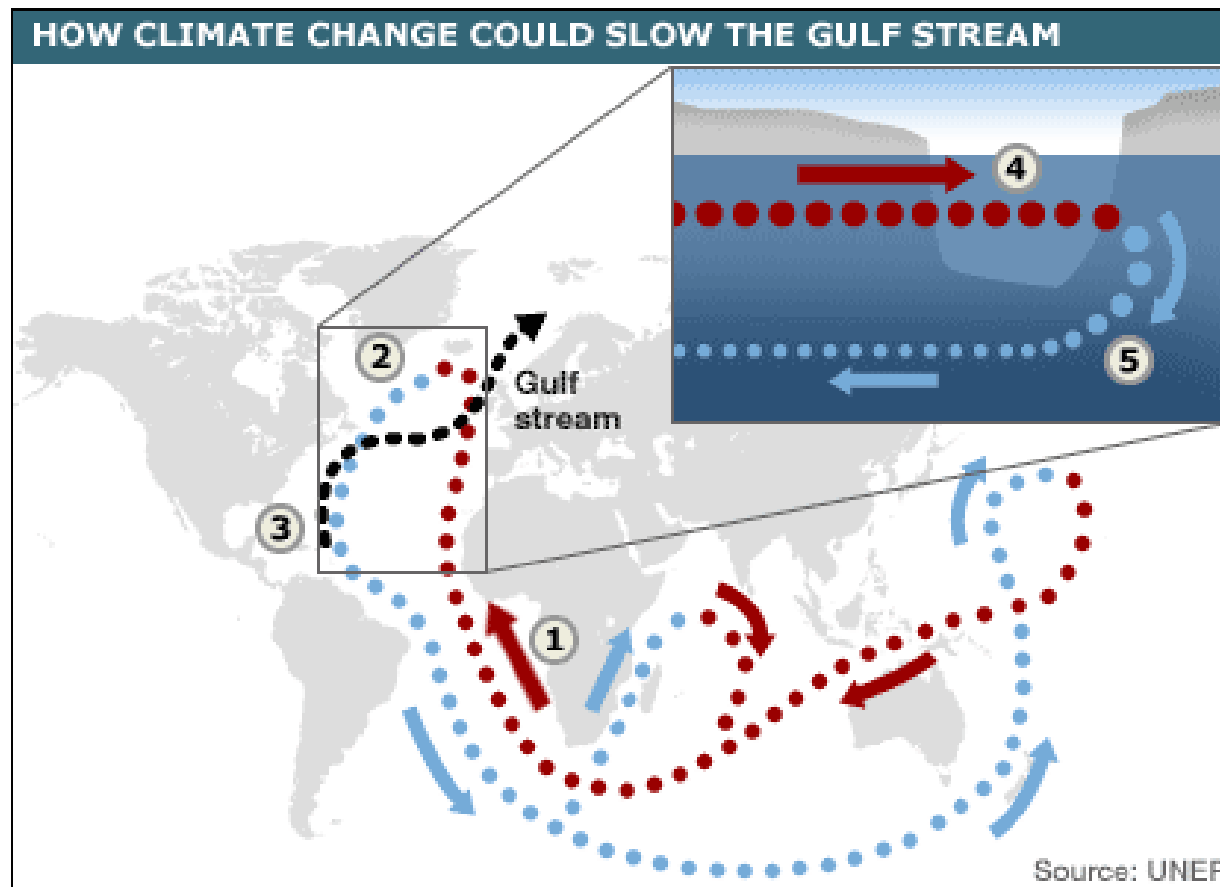 HOW CLIMATE CHANGE COULD SLOW THE GULF STREAM
4
5
2
Gulf
stream
3
1
Source: UNEP